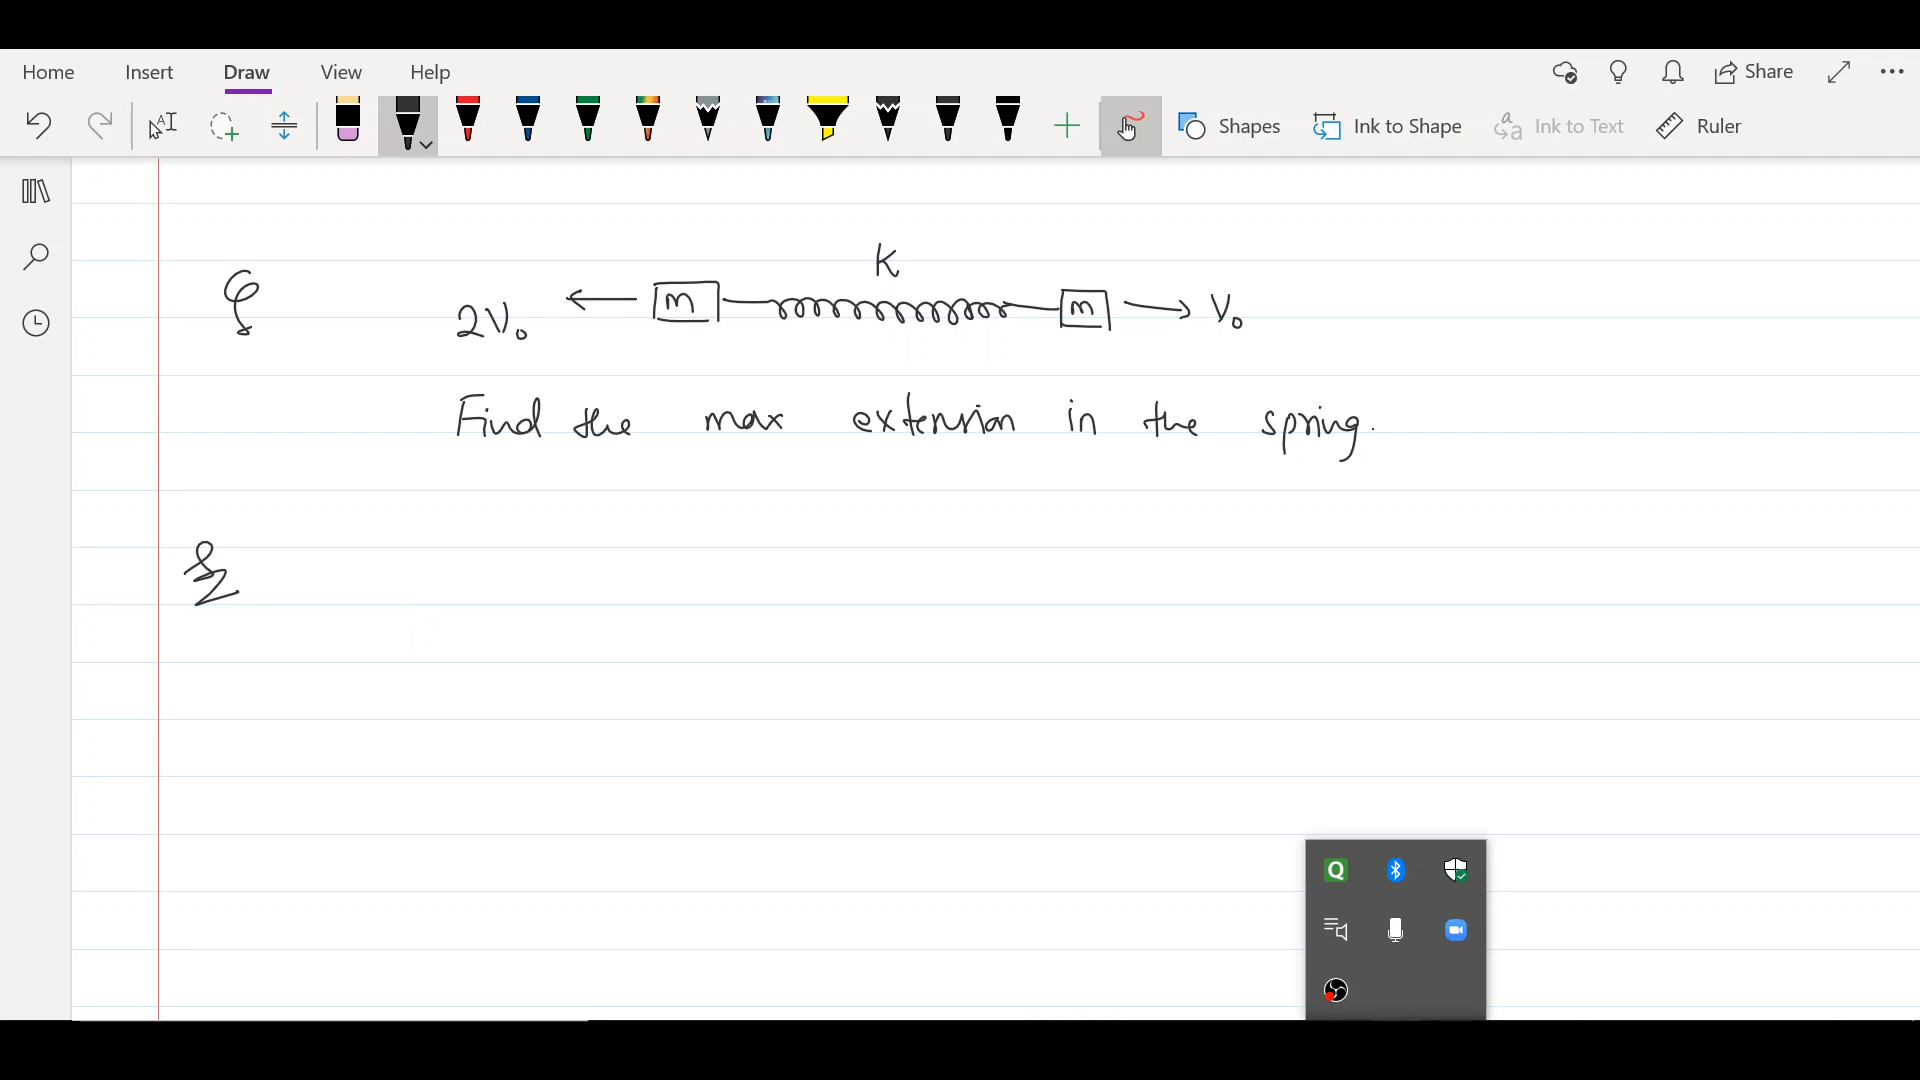 Home Insert Draw View Help Share
Shapes Ink to Shape Ink to Text Ruler
K
Q 2V₀ m m V₀
Find the max extension in the spring.